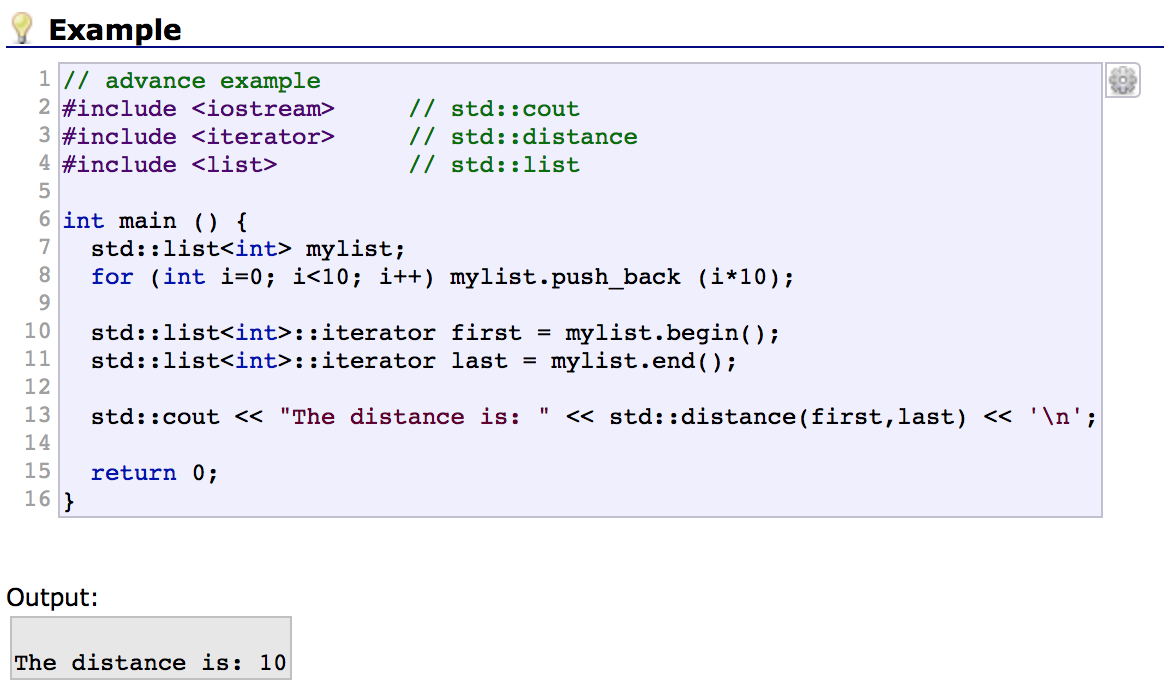 Example
1 // advance example
2 #include <iostream>     // std::cout
3 #include <iterator>     // std::distance
4 #include <list>         // std::list
5
6 int main () {
7   std::list<int> mylist;
8   for (int i=0; i<10; i++) mylist.push_back (i*10);
9
10   std::list<int>::iterator first = mylist.begin();
11   std::list<int>::iterator last = mylist.end();
12
13   std::cout << "The distance is: " << std::distance(first,last) << '\n';
14
15   return 0;
16 }
Output:
The distance is: 10